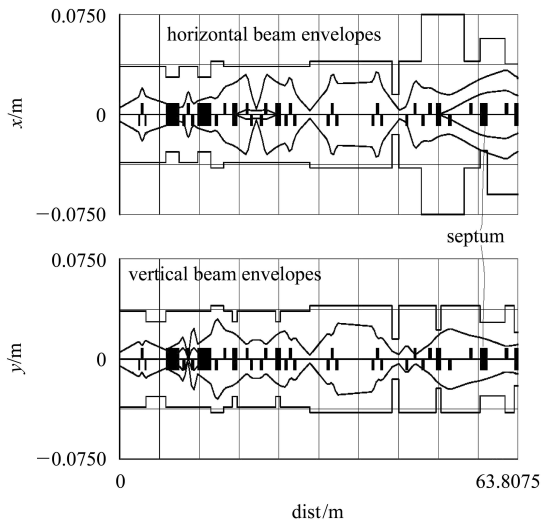 0.0750
horizontal beam envelopes
x/m
0
−0.0750
septum
0.0750
vertical beam envelopes
y/m
0
−0.0750
0
63.8075
dist/m